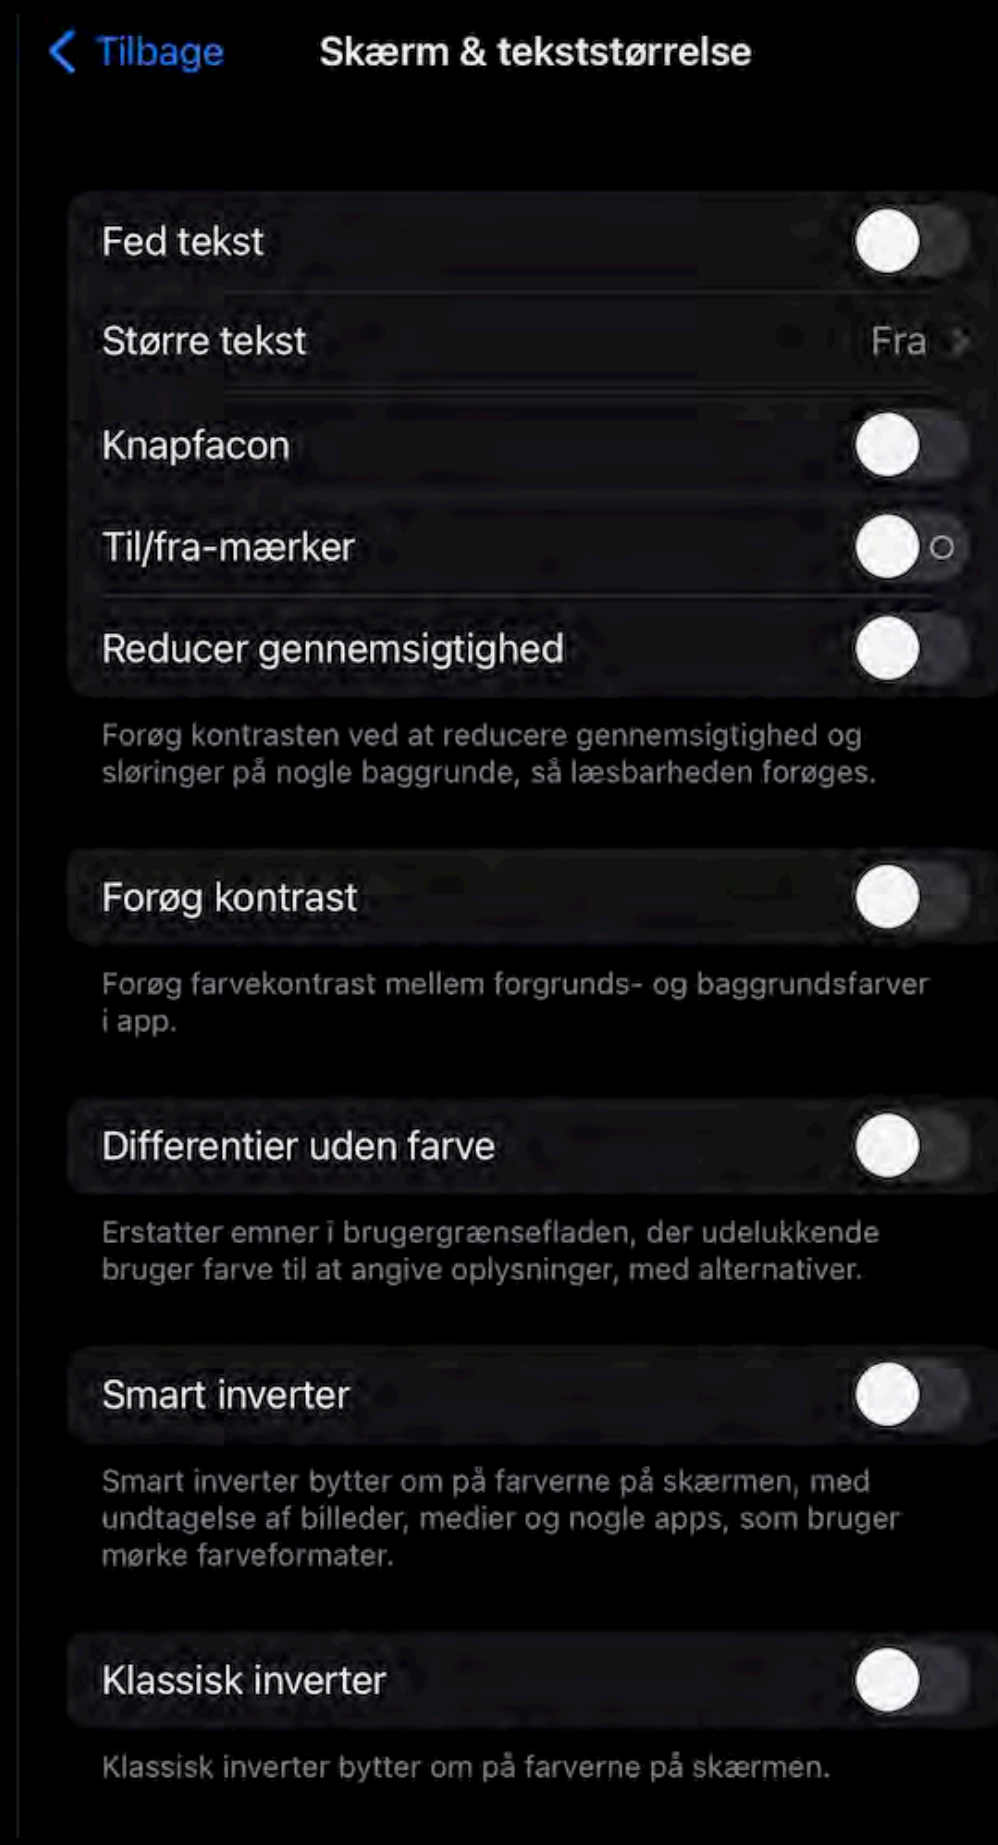 Tilbage
Skærm & tekststørrelse
Fed tekst
Større tekst
Fra
Knapfacon
Til/fra-mærker
Reducer gennemsigtighed
Forøg kontrasten ved at reducere gennemsigtighed og
sløringer på nogle baggrunde, så læsbarheden forøges.
Forøg kontrast
Forøg farvekontrast mellem forgrunds- og baggrundsfarver
i app.
Differentier uden farve
Erstatter emner i brugergrænsefladen, der udelukkende
bruger farve til at angive oplysninger, med alternativer.
Smart inverter
Smart inverter bytter om på farverne på skærmen, med
undtagelse af billeder, medier og nogle apps, som bruger
mørke farveformater.
Klassisk inverter
Klassisk inverter bytter om på farverne på skærmen.